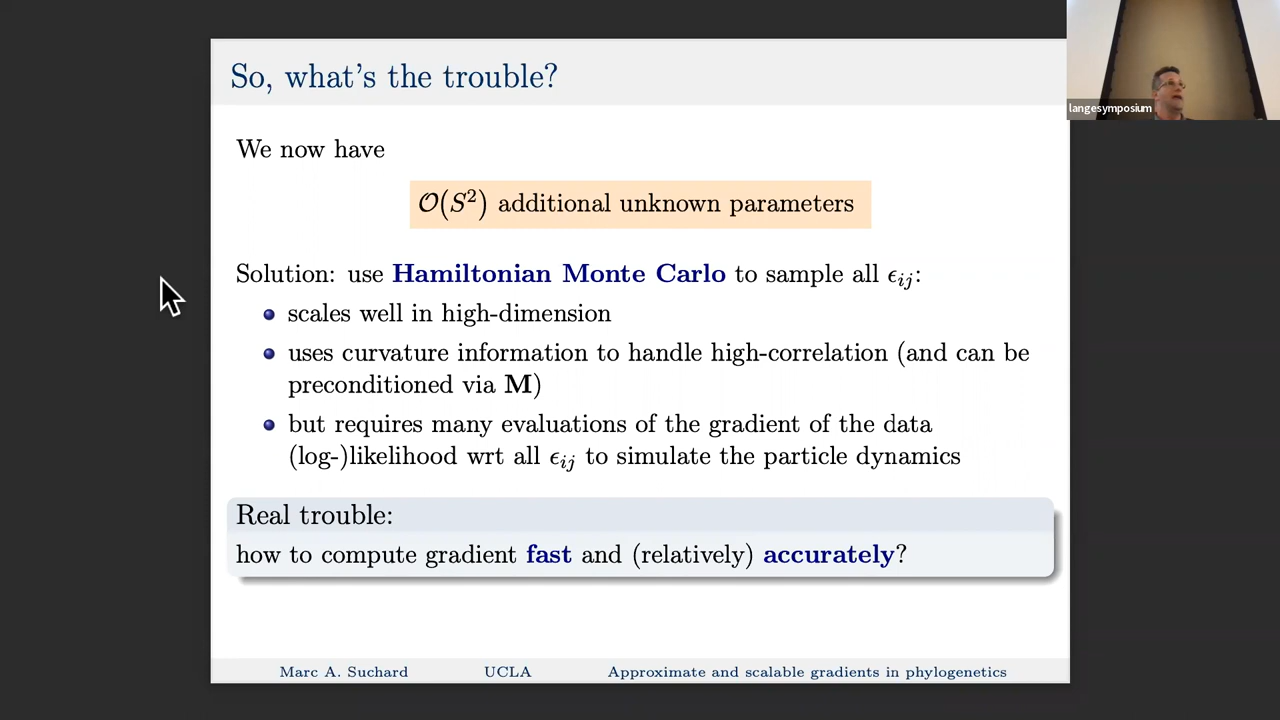 So, what's the trouble?
langesymposium
We now have
𝒪(S²) additional unknown parameters
Solution: use Hamiltonian Monte Carlo to sample all ϵᵢⱼ:
scales well in high-dimension
uses curvature information to handle high-correlation (and can be
preconditioned via M)
but requires many evaluations of the gradient of the data
(log-)likelihood wrt all ϵᵢⱼ to simulate the particle dynamics
Real trouble:
how to compute gradient fast and (relatively) accurately?
Marc A. Suchard UCLA Approximate and scalable gradients in phylogenetics